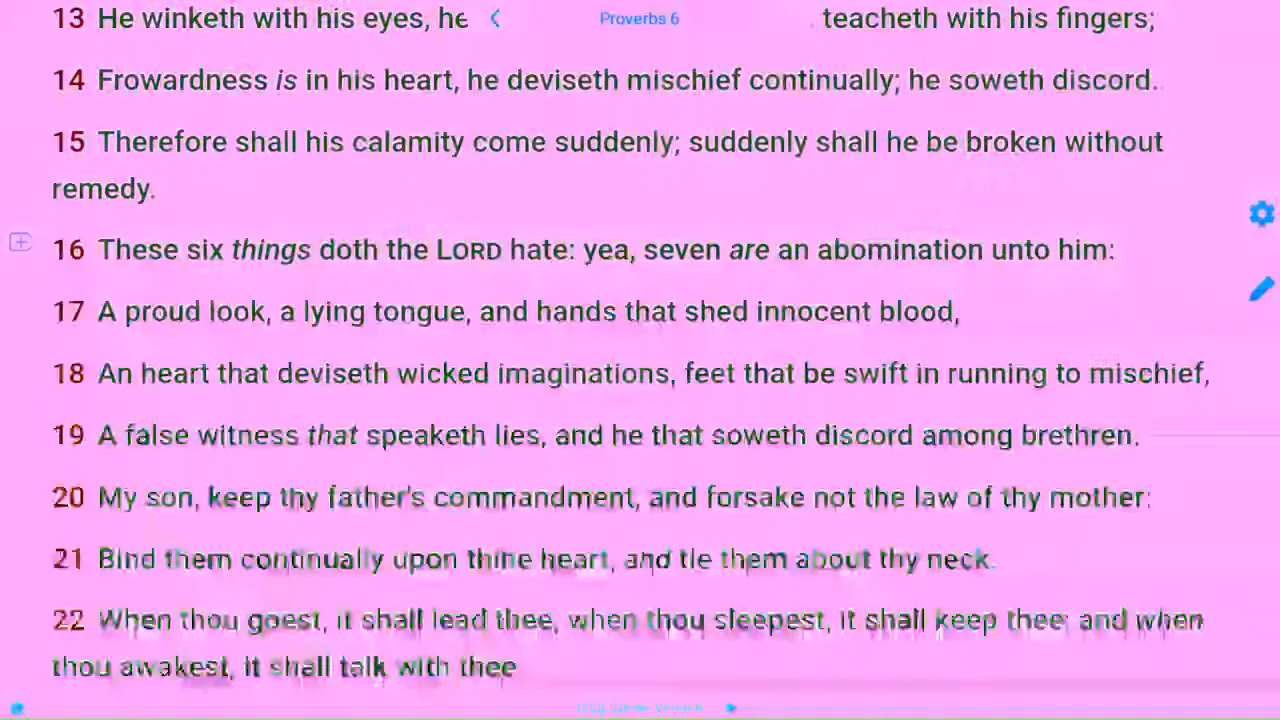 13 He winketh with his eyes, he < Proverbs 6 teacheth with his fingers;
14 Frowardness is in his heart, he deviseth mischief continually; he soweth discord.
15 Therefore shall his calamity come suddenly; suddenly shall he be broken without
remedy.
16 These six things doth the LORD hate: yea, seven are an abomination unto him:
17 A proud look, a lying tongue, and hands that shed innocent blood,
18 An heart that deviseth wicked imaginations, feet that be swift in running to mischief,
19 A false witness that speaketh lies, and he that soweth discord among brethren.
20 My son, keep thy father's commandment, and forsake not the law of thy mother:
21 Bind them continually upon thine heart, and tie them about thy neck.
22 When thou goest, it shall lead thee, when thou sleepest, it shall keep thee; and when
thou awakest, it shall talk with thee